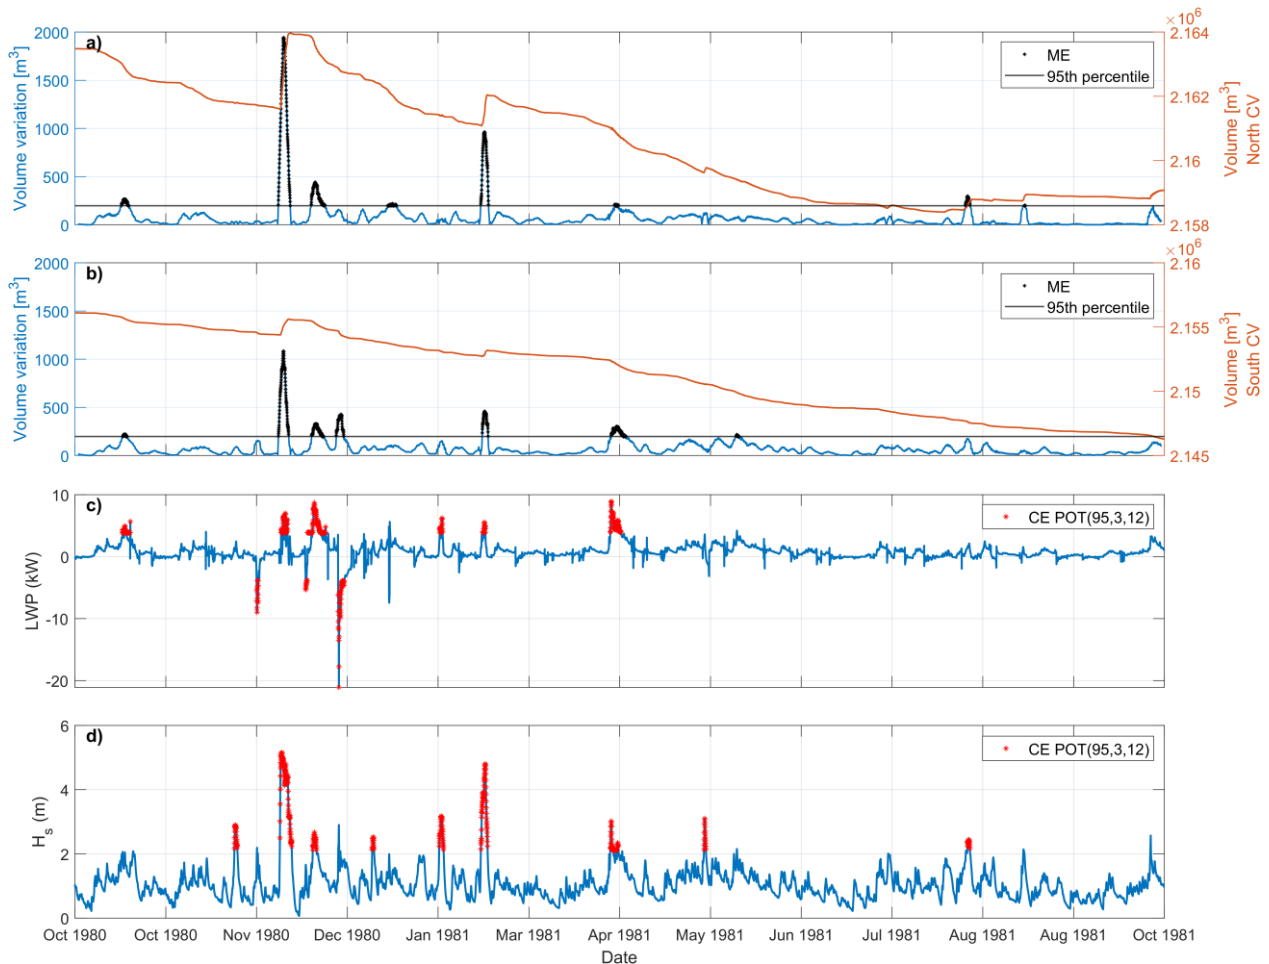 a)
×10⁶
2000
1500
1000
500
0
Volume variation [m³]
ME
95th percentile
2.164
2.162
2.16
2.158
Volume [m³]
North CV
b)
×10⁶
2000
1500
1000
500
0
Volume variation [m³]
ME
95th percentile
2.16
2.155
2.15
2.145
Volume [m³]
South CV
c)
10
0
-10
-20
LWP (kW)
CE POT(95,3,12)
d)
6
4
2
0
Hₛ (m)
CE POT(95,3,12)
Oct 1980 Oct 1980 Nov 1980 Dec 1980 Jan 1981 Mar 1981 Apr 1981 May 1981 Jun 1981 Jul 1981 Aug 1981 Aug 1981 Oct 1981
Date